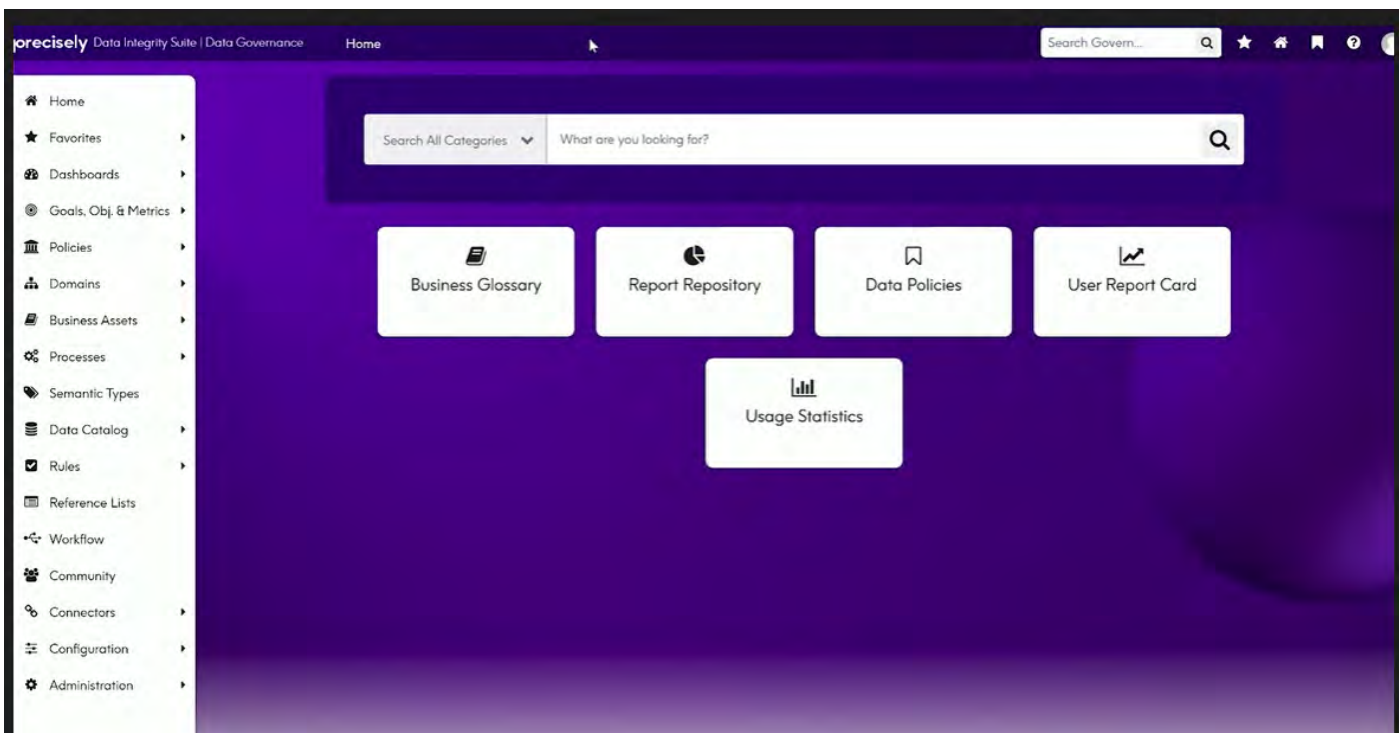 precisely Data Integrity Suite | Data Governance
Home
Search Govern...
Home
Favorites
Dashboards
Goals, Obj. & Metrics
Policies
Domains
Business Assets
Processes
Semantic Types
Data Catalog
Rules
Reference Lists
Workflow
Community
Connectors
Configuration
Administration
Search All Categories
What are you looking for?
Business Glossary
Report Repository
Data Policies
User Report Card
Usage Statistics